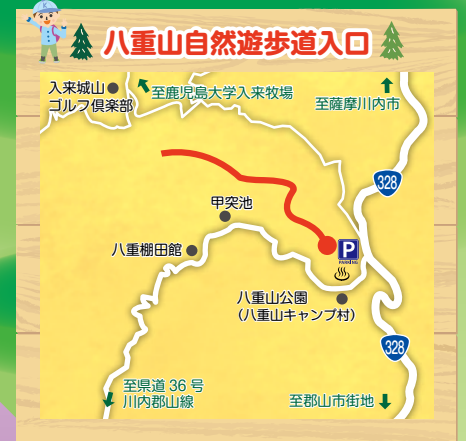 八重山自然遊歩道入口
入来城山
ゴルフ倶楽部
至鹿児島大学入来牧場
至薩摩川内市
328
甲突池
八重棚田館
P
PARKING
八重山公園
(八重山キャンプ村)
328
至県道36号
川内郡山線
至郡山市街地